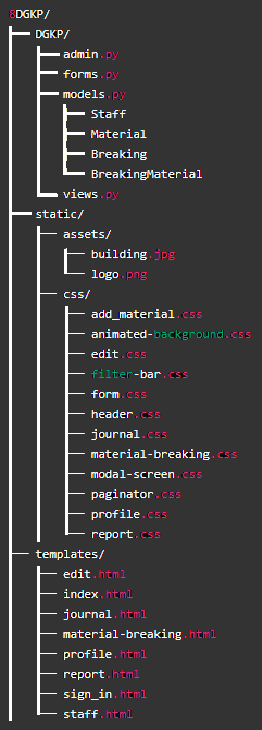 8DGKP/
DGKP/
admin.py
forms.py
models.py
Staff
Material
Breaking
BreakingMaterial
views.py
static/
assets/
building.jpg
logo.png
css/
add_material.css
animated-background.css
edit.css
filter-bar.css
form.css
header.css
journal.css
material-breaking.css
modal-screen.css
paginator.css
profile.css
report.css
templates/
edit.html
index.html
journal.html
material-breaking.html
profile.html
report.html
sign_in.html
staff.html